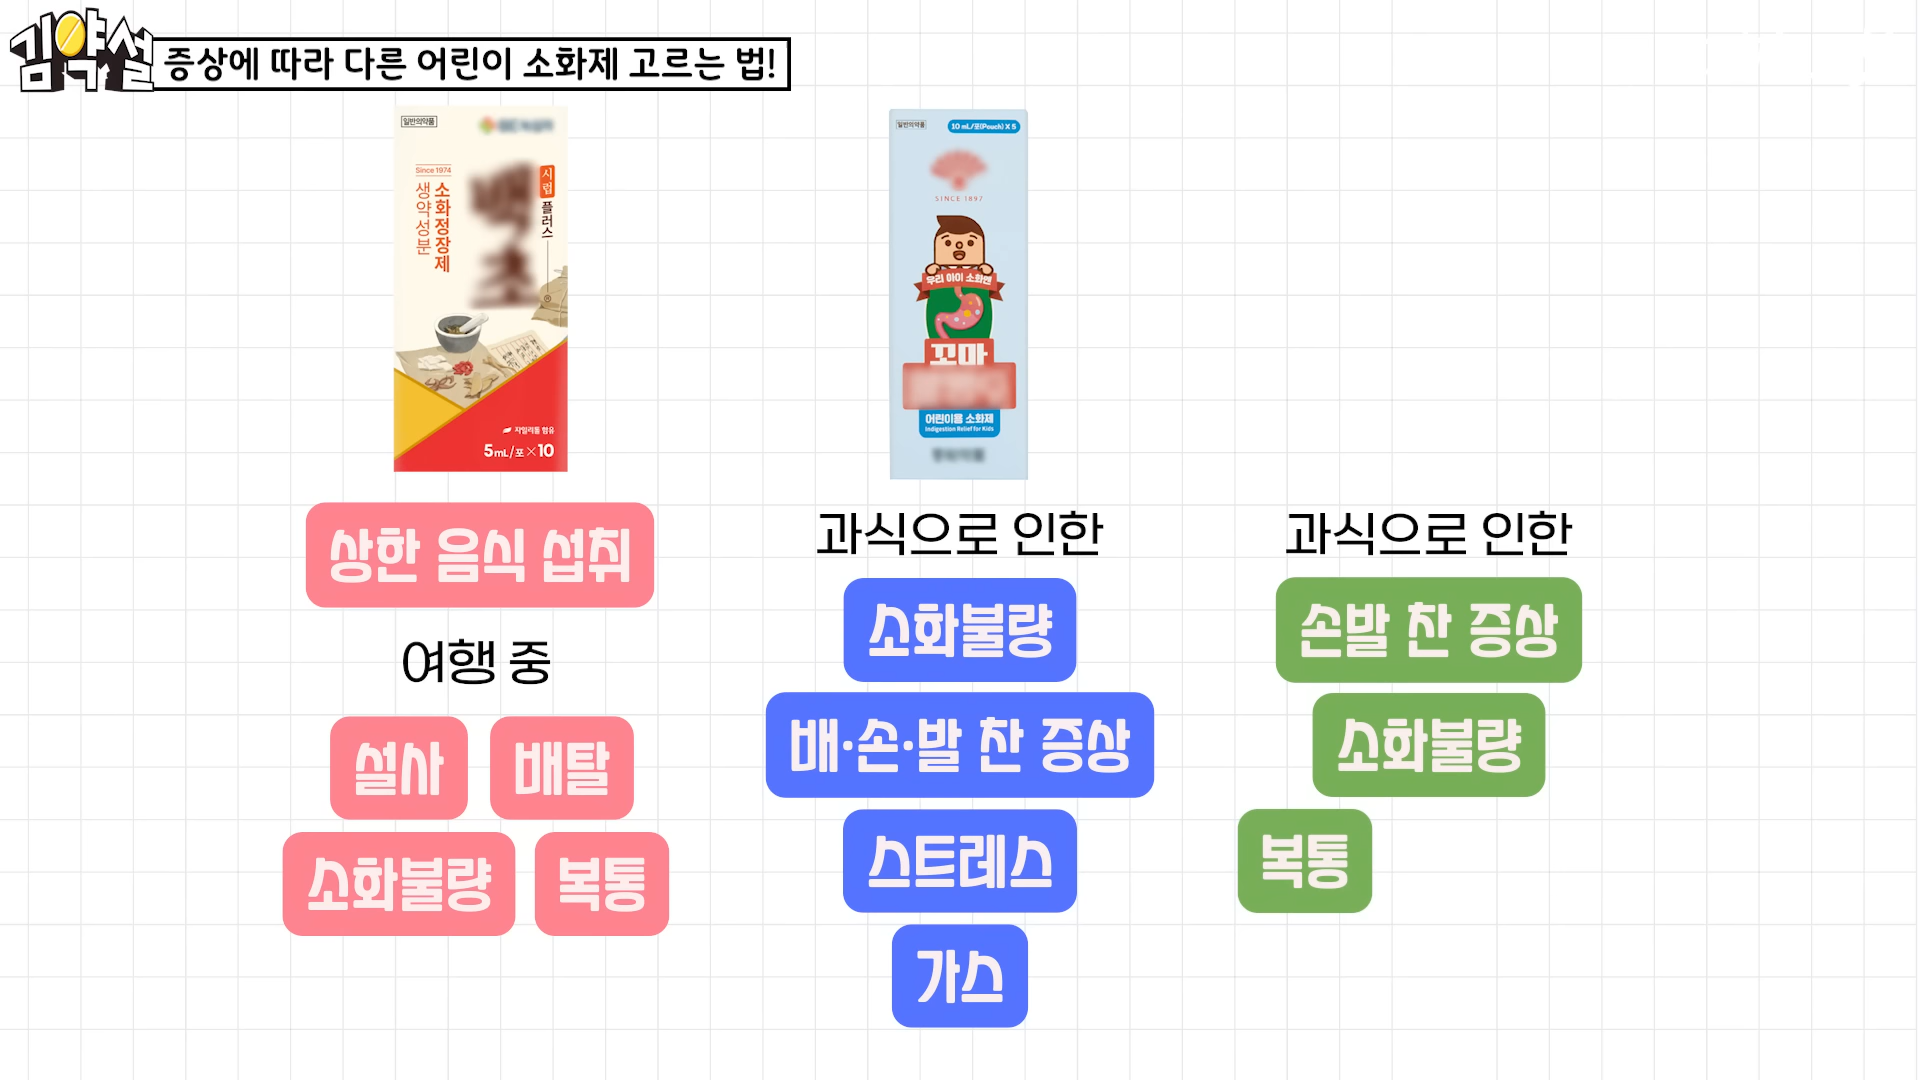 김약설
증상에 따라 다른 어린이 소화제 고르는 법!
일반의약품
Since 1974
소화정장제
생약성분
시럽
플러스
자일리톨 함유
5mL/포×10
일반의약품
10 mL/포(Pouch) X 5
SINCE 1897
우리 아이 소화맨
꼬마
어린이용 소화제
Indigestion Relief for Kids
상한 음식 섭취
여행 중
설사 배탈
소화불량 복통
과식으로 인한
소화불량
배·손·발 찬 증상
스트레스
가스
과식으로 인한
손발 찬 증상
소화불량
복통